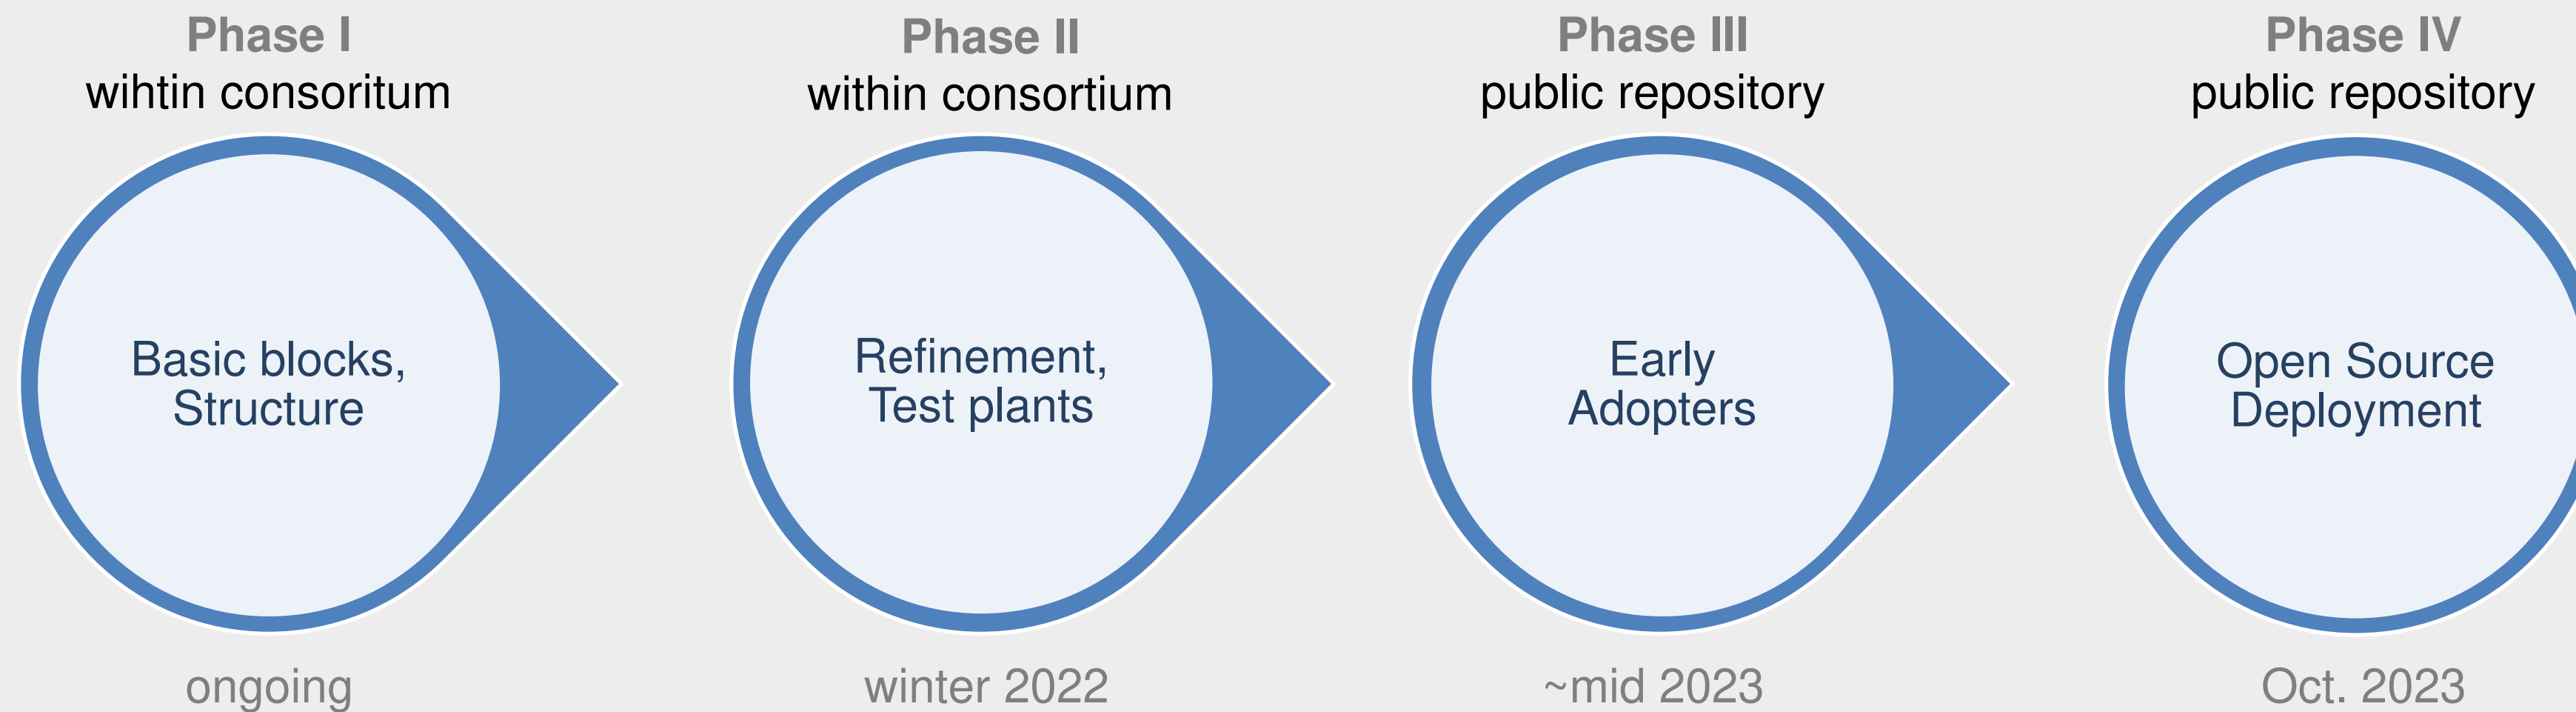 Phase I
wihtin consoritum
Basic blocks,
Structure
ongoing
Phase II
within consortium
Refinement,
Test plants
winter 2022
Phase III
public repository
Early
Adopters
~mid 2023
Phase IV
public repository
Open Source
Deployment
Oct. 2023